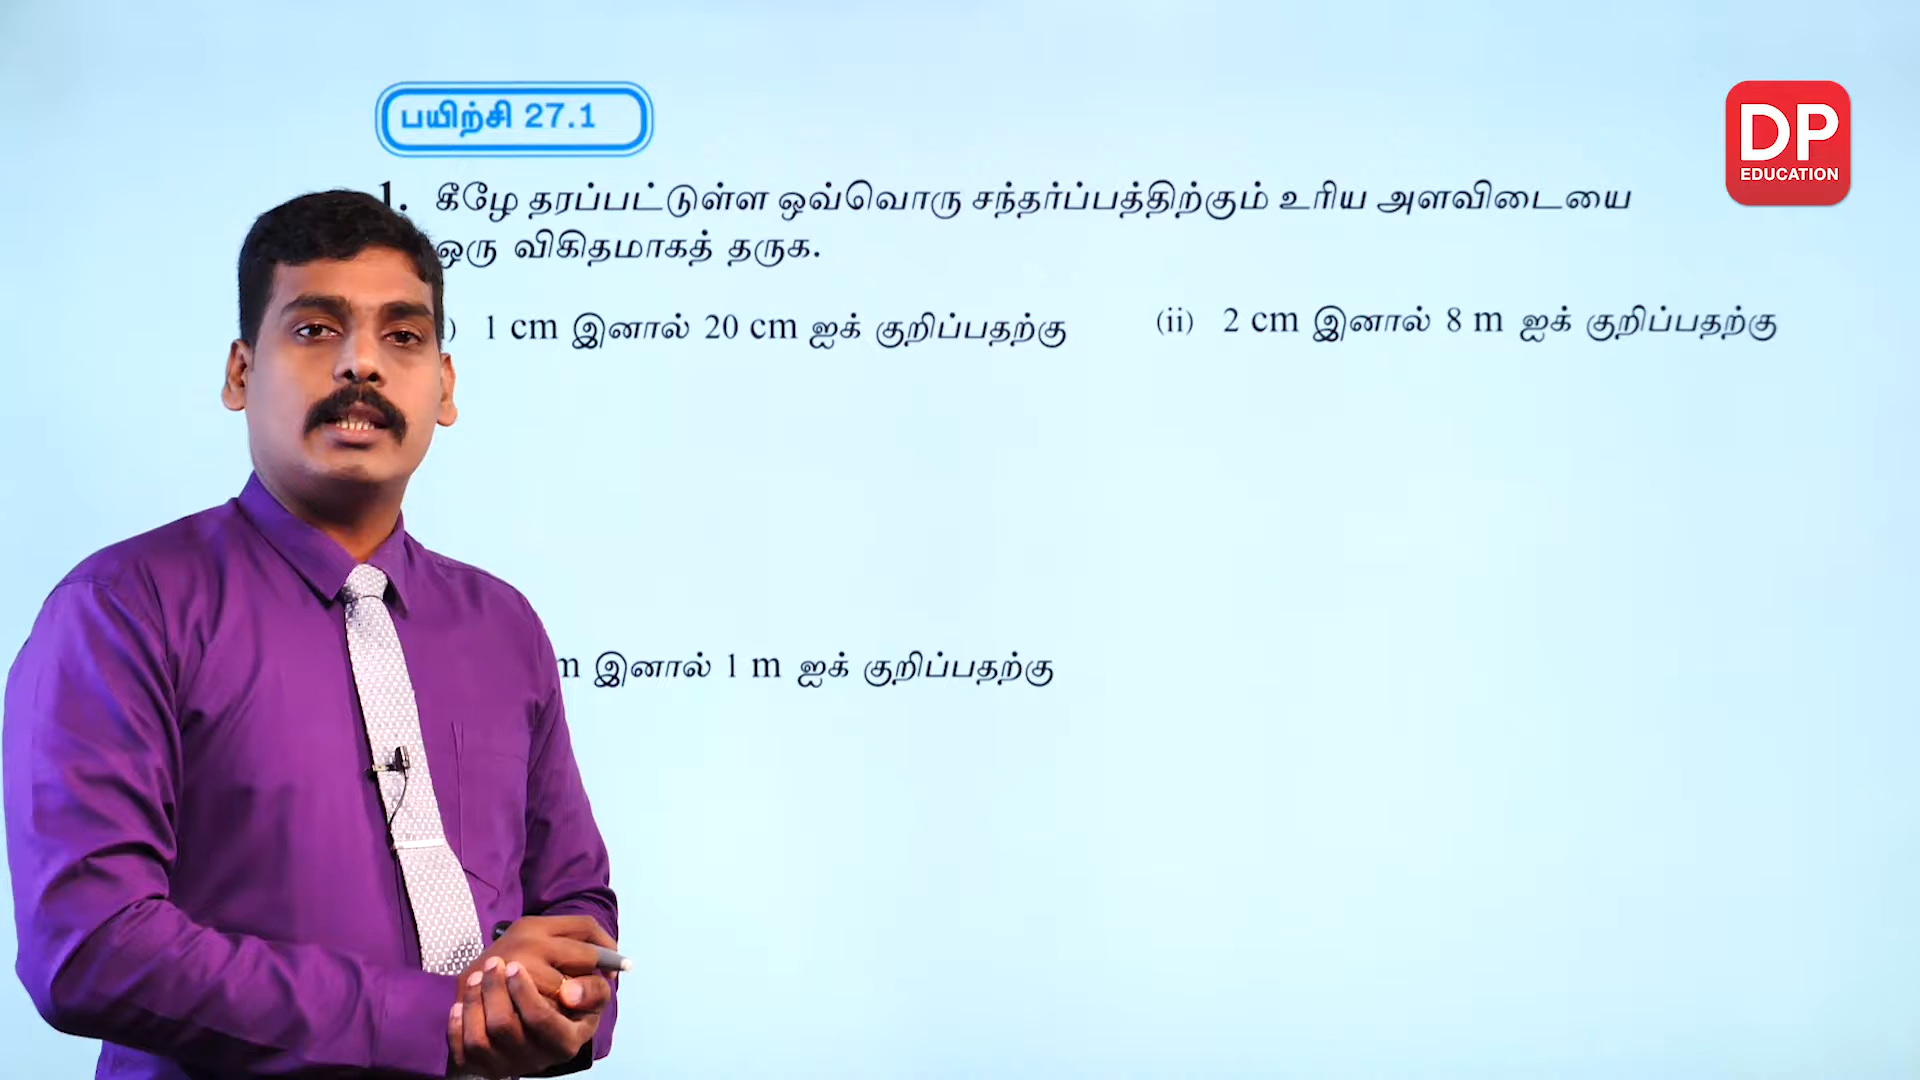 பயிற்சி 27.1
DP
EDUCATION
1. கீழே தரப்பட்டுள்ள ஒவ்வொரு சந்தர்ப்பத்திற்கும் உரிய அளவிடையை
ஒரு விகிதமாகத் தருக.
1 cm இனால் 20 cm ஐக் குறிப்பதற்கு
(ii) 2 cm இனால் 8 m ஐக் குறிப்பதற்கு
இனால் 1 m ஐக் குறிப்பதற்கு